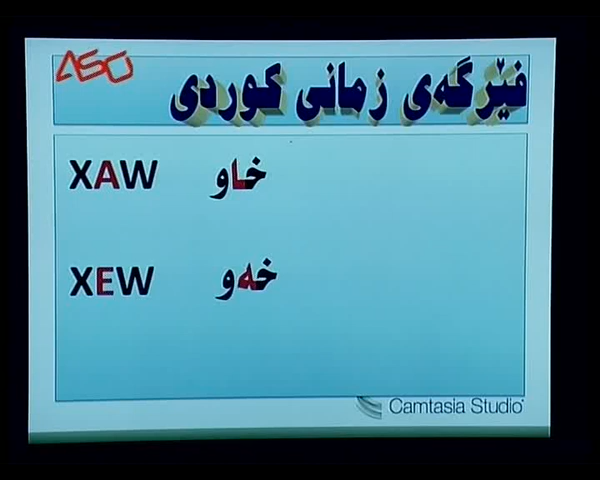 ASO
فێرگەی زمانی کوردی
XAW خاو
XEW خەو
Camtasia Studio